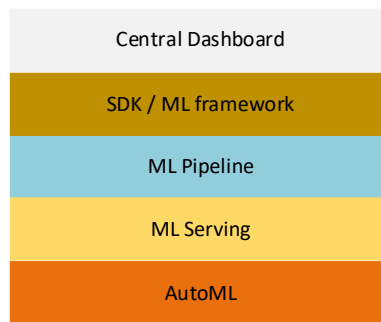 Central Dashboard
SDK / ML framework
ML Pipeline
ML Serving
AutoML